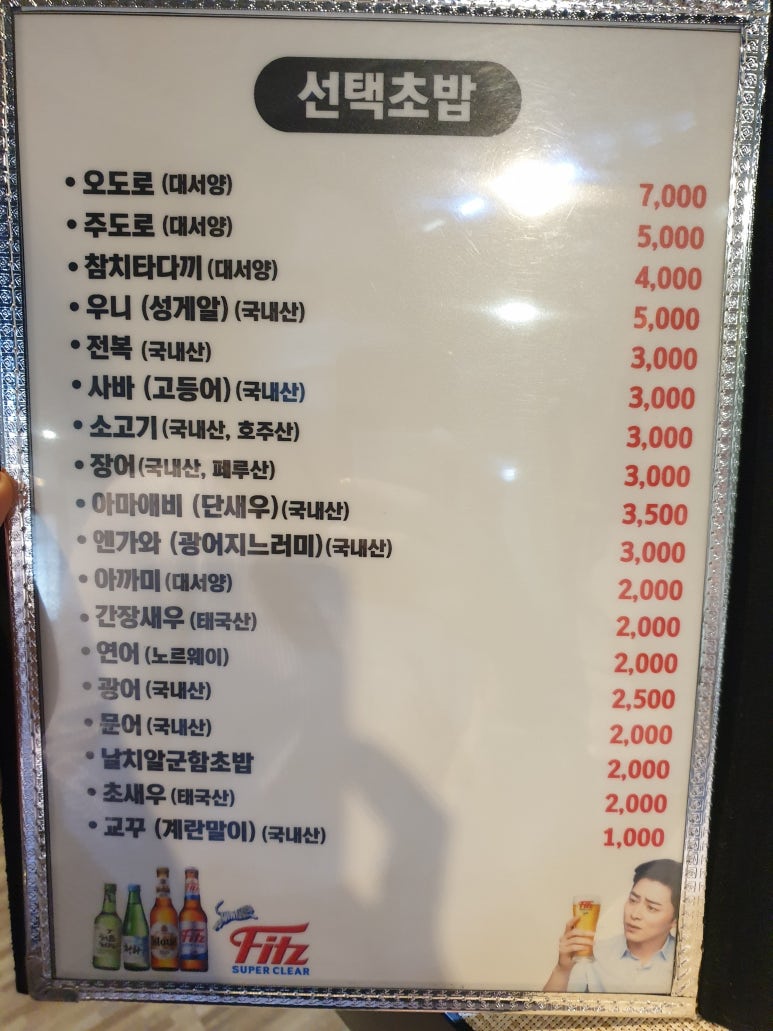 선택초밥
• 오도로 (대서양) 7,000
• 주도로 (대서양) 5,000
• 참치타다끼 (대서양) 4,000
• 우니 (성게알) (국내산) 5,000
• 전복 (국내산) 3,000
• 사바 (고등어) (국내산) 3,000
• 소고기 (국내산, 호주산) 3,000
• 장어 (국내산, 페루산) 3,000
• 아마애비 (단새우) (국내산) 3,500
• 엔가와 (광어지느러미) (국내산) 3,000
• 아까미 (대서양) 2,000
• 간장새우 (태국산) 2,000
• 연어 (노르웨이) 2,000
• 광어 (국내산) 2,500
• 문어 (국내산) 2,000
• 날치알군함초밥 2,000
• 초새우 (태국산) 2,000
• 교꾸 (계란말이) (국내산) 1,000
Fitz
Fitz
SUPER CLEAR